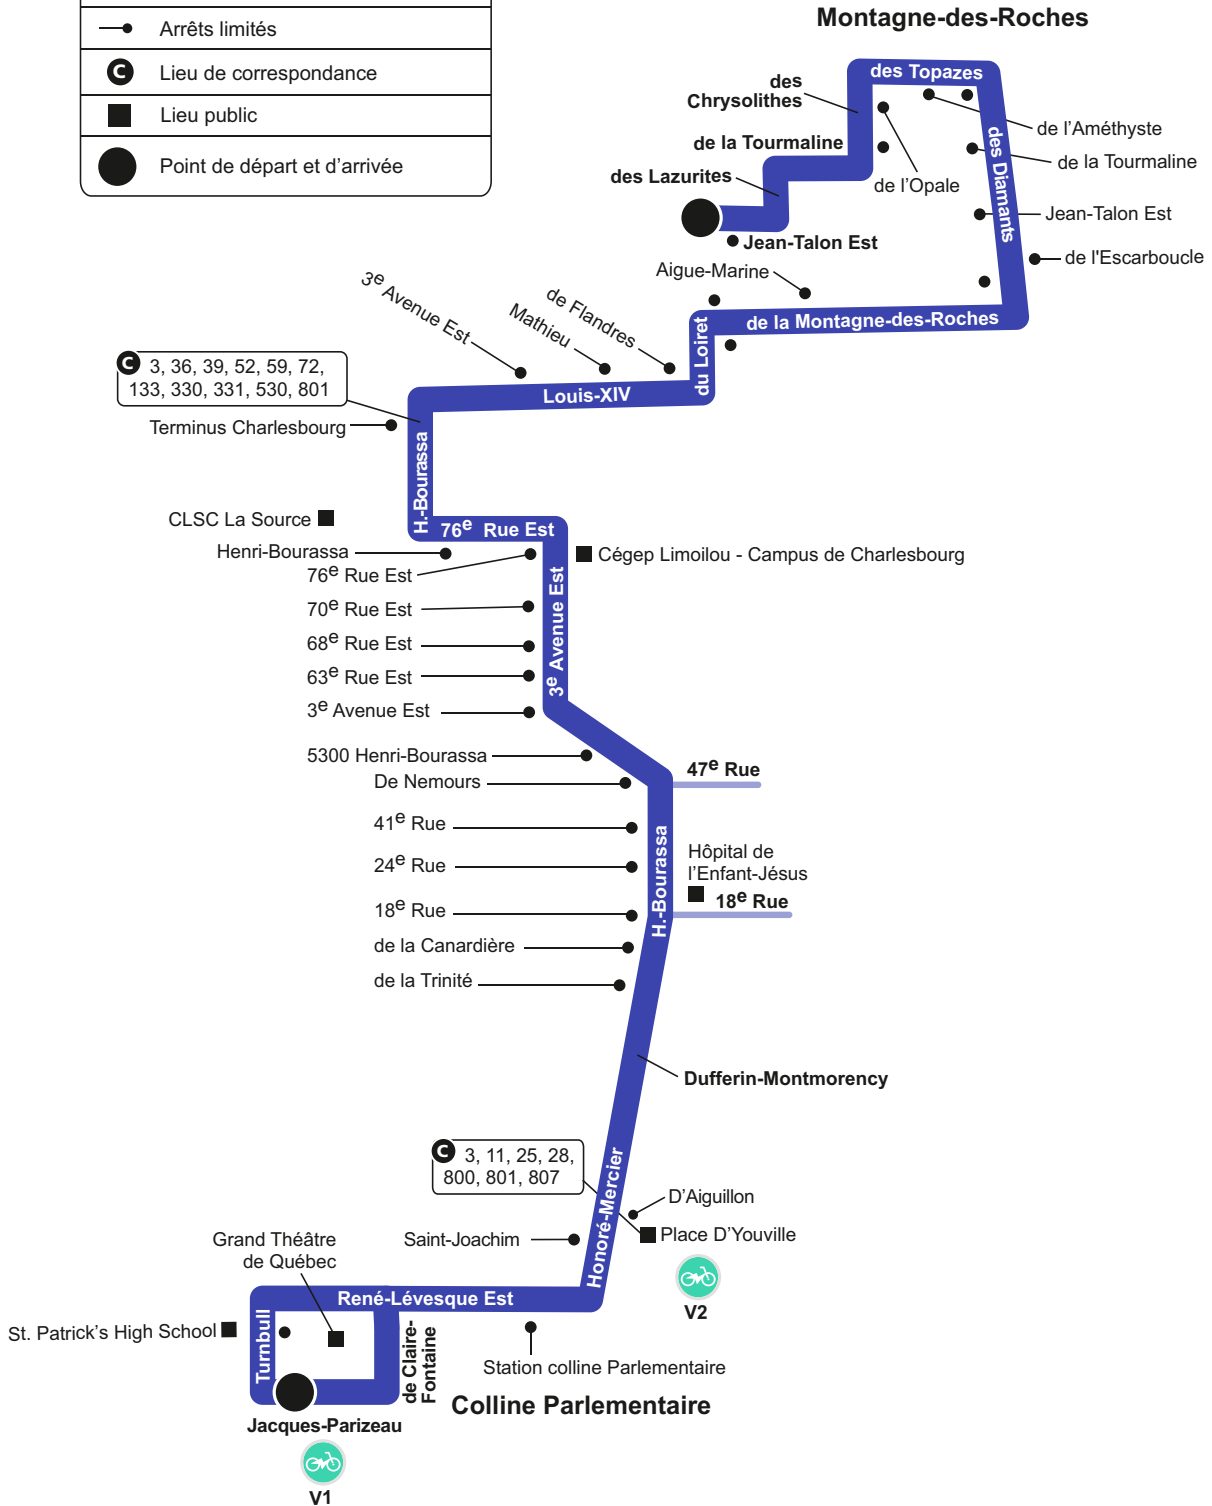 Arrêts limités
C Lieu de correspondance
Lieu public
Point de départ et d'arrivée
Montagne-des-Roches
des Topazes
des
Chrysolithes
de l'Améthyste
de la Tourmaline
de la Tourmaline
des Diamants
des Lazurites
de l'Opale
Jean-Talon Est
Jean-Talon Est
de l'Escarboucle
Aigue-Marine
3e Avenue Est
de Flandres
Mathieu
du Loiret
de la Montagne-des-Roches
C 3, 36, 39, 52, 59, 72,
133, 330, 331, 530, 801
Louis-XIV
Terminus Charlesbourg
H.-Bourassa
CLSC La Source
76e Rue Est
Henri-Bourassa
Cégep Limoilou - Campus de Charlesbourg
76e Rue Est
70e Rue Est
3e Avenue Est
68e Rue Est
63e Rue Est
3e Avenue Est
5300 Henri-Bourassa
47e Rue
De Nemours
41e Rue
H.-Bourassa
Hôpital de
l'Enfant-Jésus
24e Rue
18e Rue
18e Rue
de la Canardière
de la Trinité
Dufferin-Montmorency
C 3, 11, 25, 28,
800, 801, 807
Honoré-Mercier
D'Aiguillon
Place D'Youville
Saint-Joachim
Grand Théâtre
de Québec
V2
René-Lévesque Est
St. Patrick's High School
Turnbull
de Claire-
Fontaine
Station colline Parlementaire
Colline Parlementaire
Jacques-Parizeau
V1